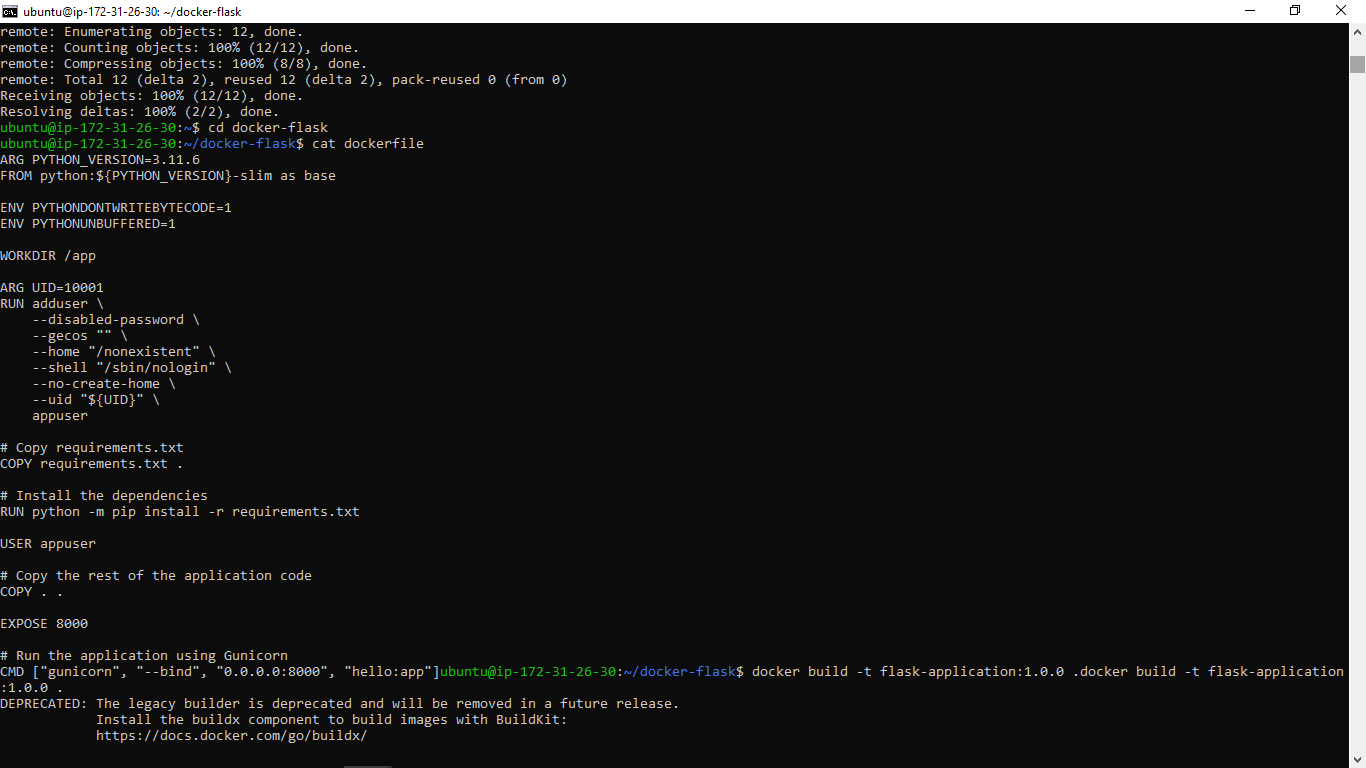 ubuntu@ip-172-31-26-30: ~/docker-flask
remote: Enumerating objects: 12, done.
remote: Counting objects: 100% (12/12), done.
remote: Compressing objects: 100% (8/8), done.
remote: Total 12 (delta 2), reused 12 (delta 2), pack-reused 0 (from 0)
Receiving objects: 100% (12/12), done.
Resolving deltas: 100% (2/2), done.
ubuntu@ip-172-31-26-30:~$ cd docker-flask
ubuntu@ip-172-31-26-30:~/docker-flask$ cat dockerfile
ARG PYTHON_VERSION=3.11.6
FROM python:${PYTHON_VERSION}-slim as base

ENV PYTHONDONTWRITEBYTECODE=1
ENV PYTHONUNBUFFERED=1

WORKDIR /app

ARG UID=10001
RUN adduser \
    --disabled-password \
    --gecos "" \
    --home "/nonexistent" \
    --shell "/sbin/nologin" \
    --no-create-home \
    --uid "${UID}" \
    appuser

# Copy requirements.txt
COPY requirements.txt .

# Install the dependencies
RUN python -m pip install -r requirements.txt

USER appuser

# Copy the rest of the application code
COPY . .

EXPOSE 8000

# Run the application using Gunicorn
CMD ["gunicorn", "--bind", "0.0.0.0:8000", "hello:app"]ubuntu@ip-172-31-26-30:~/docker-flask$ docker build -t flask-application:1.0.0 .docker build -t flask-application
:1.0.0 .
DEPRECATED: The legacy builder is deprecated and will be removed in a future release.
            Install the buildx component to build images with BuildKit:
            https://docs.docker.com/go/buildx/